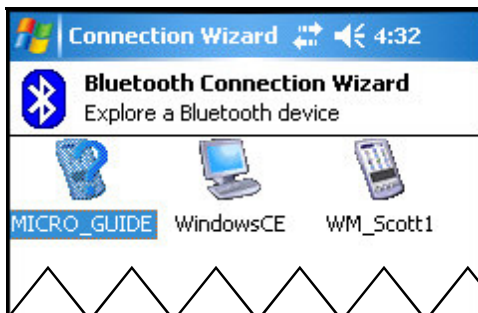 Connection Wizard 4:32
Bluetooth Connection Wizard
Explore a Bluetooth device
MICRO_GUIDE WindowsCE WM_Scott1